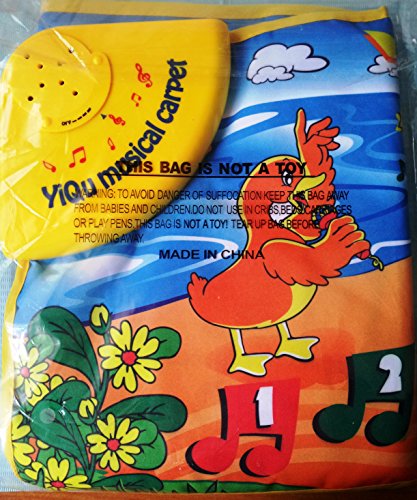 YiQu musical carpet
THIS BAG IS NOT A TOY
WARNING: TO AVOID DANGER OF SUFFOCATION KEEP THIS BAG AWAY
FROM BABIES AND CHILDREN.DO NOT USE IN CRIBS,BEDS,CARRIAGES
OR PLAY PENS.THIS BAG IS NOT A TOY! TEAR UP BAG BEFORE
THROWING AWAY.
MADE IN CHINA
1
2